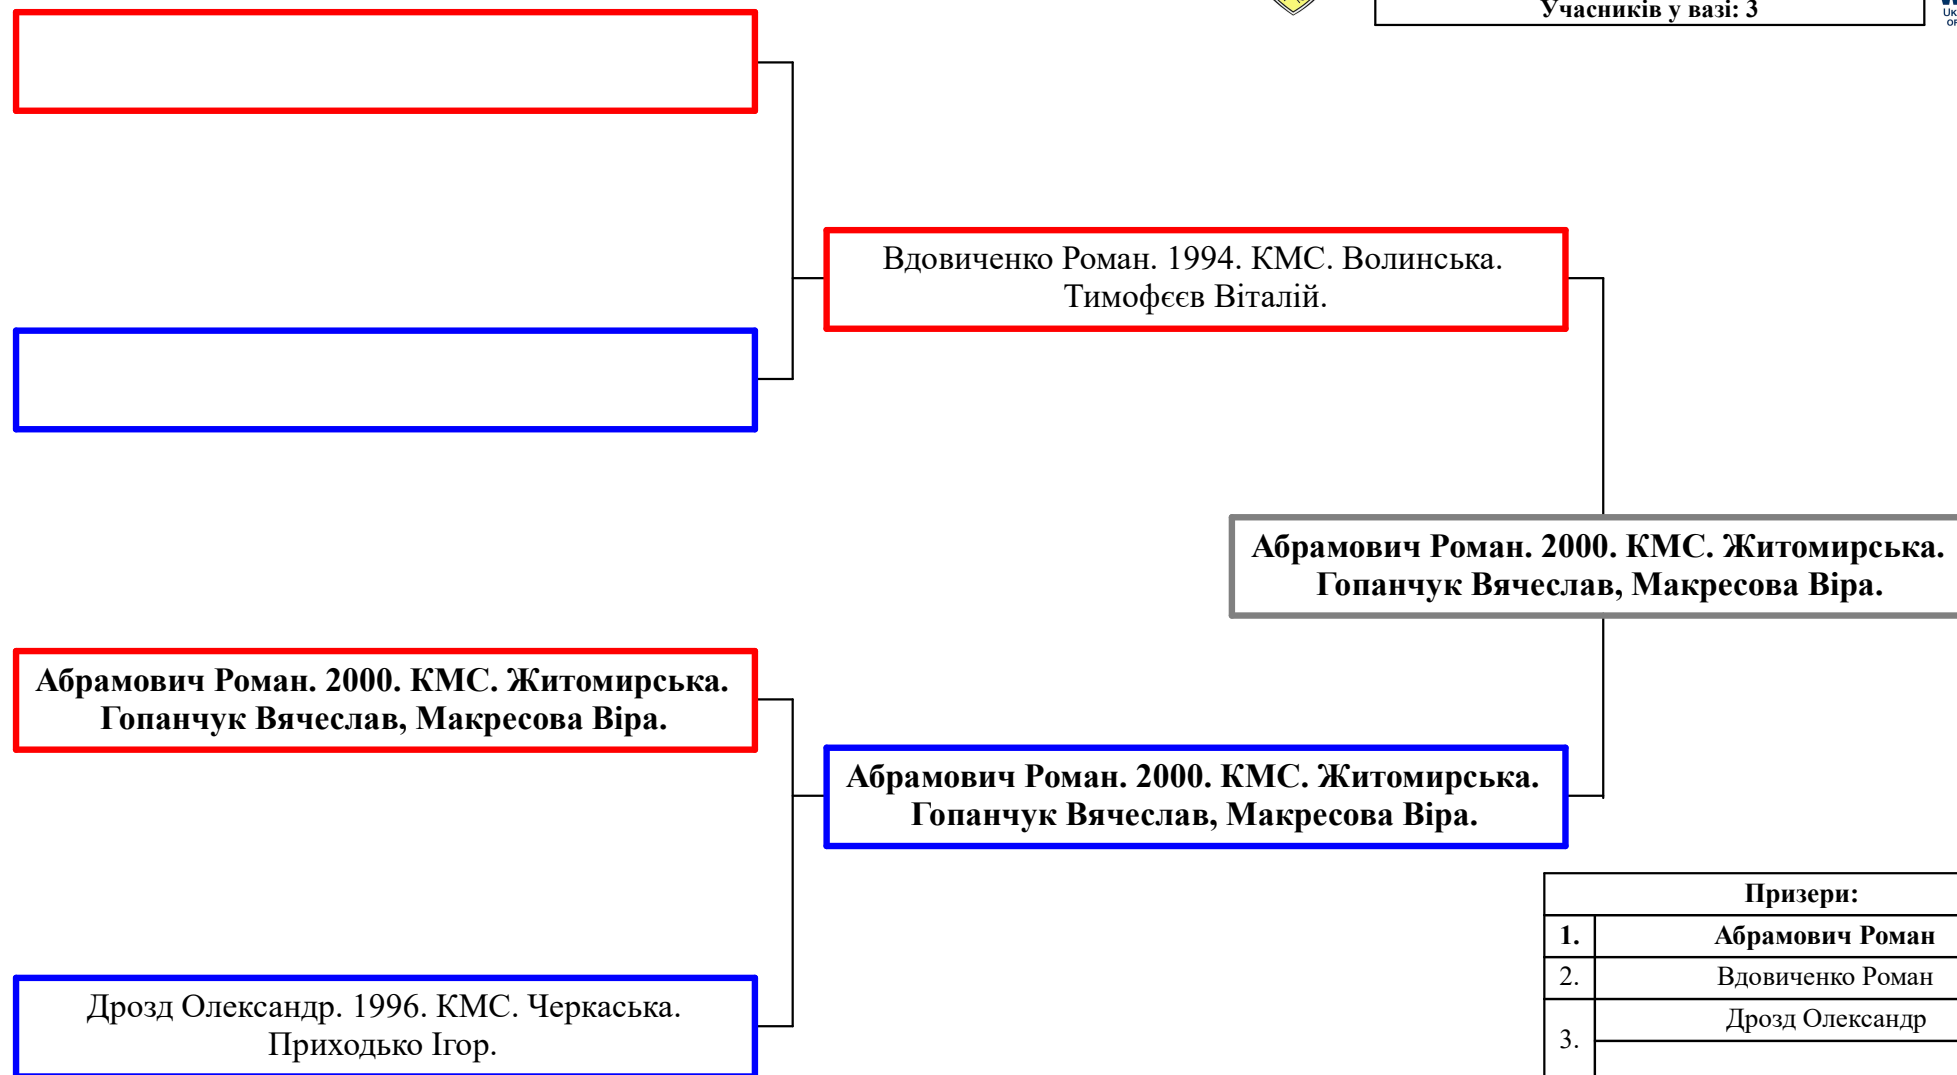 Учасників у вазі: 3
Вдовиченко Роман. 1994. КМС. Волинська.
Тимофєєв Віталій.
Абрамович Роман. 2000. КМС. Житомирська.
Гопанчук Вячеслав, Макресова Віра.
Абрамович Роман. 2000. КМС. Житомирська.
Гопанчук Вячеслав, Макресова Віра.
Абрамович Роман. 2000. КМС. Житомирська.
Гопанчук Вячеслав, Макресова Віра.
Дрозд Олександр. 1996. КМС. Черкаська.
Приходько Ігор.
Призери:
1. Абрамович Роман
2. Вдовиченко Роман
3. Дрозд Олександр